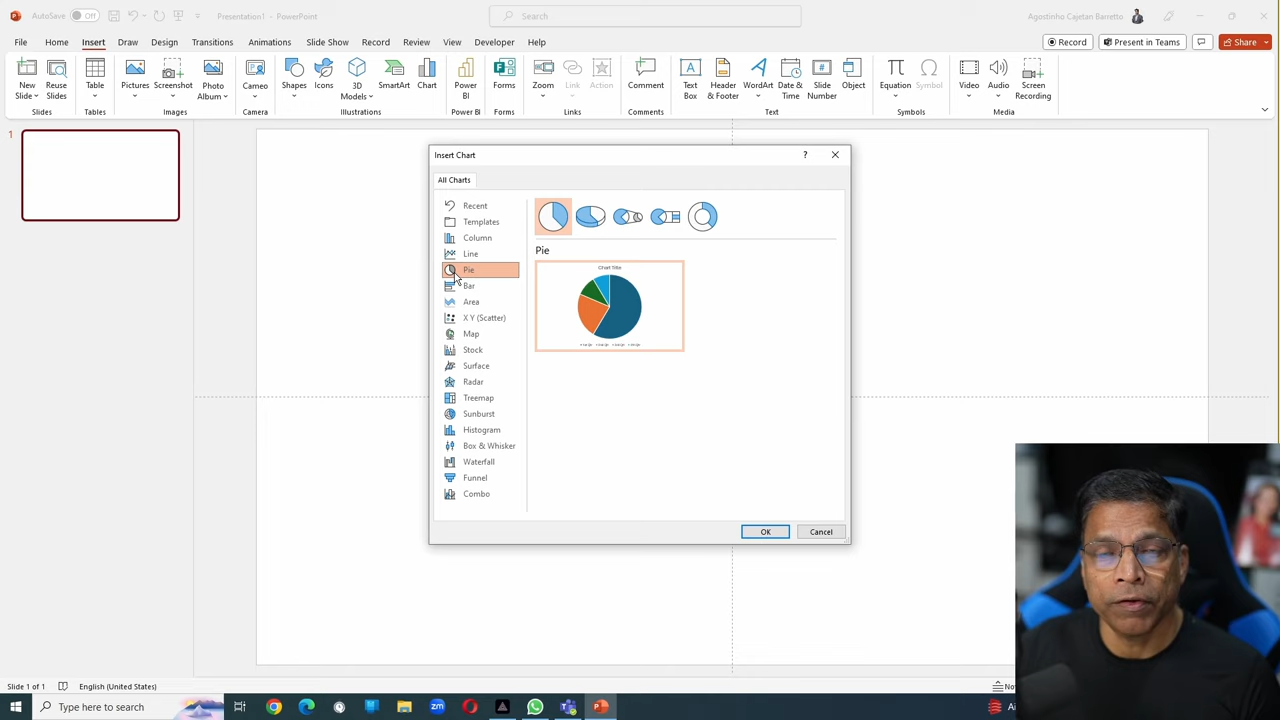 AutoSave Off Presentation1 - PowerPoint Search Agostinho Cajetan Barretto
File Home Insert Draw Design Transitions Animations Slide Show Record Review View Developer Help Record Present in Teams Share
New Slide Reuse Slides Table Pictures Screenshot Photo Album Cameo Shapes Icons 3D Models SmartArt Chart Power BI Forms Zoom Link Action Comment Text Box Header & Footer WordArt Date & Time Slide Number Object Equation Symbol Video Audio Screen Recording
Slides Tables Images Camera Illustrations Power BI Forms Links Comments Text Symbols Media
1
Insert Chart ?
All Charts
Recent
Templates
Column
Line
Pie
Bar
Area
X Y (Scatter)
Map
Stock
Surface
Radar
Treemap
Sunburst
Histogram
Box & Whisker
Waterfall
Funnel
Combo
Pie
Chart Title
OK Cancel
Slide 1 of 1 English (United States)
Type here to search